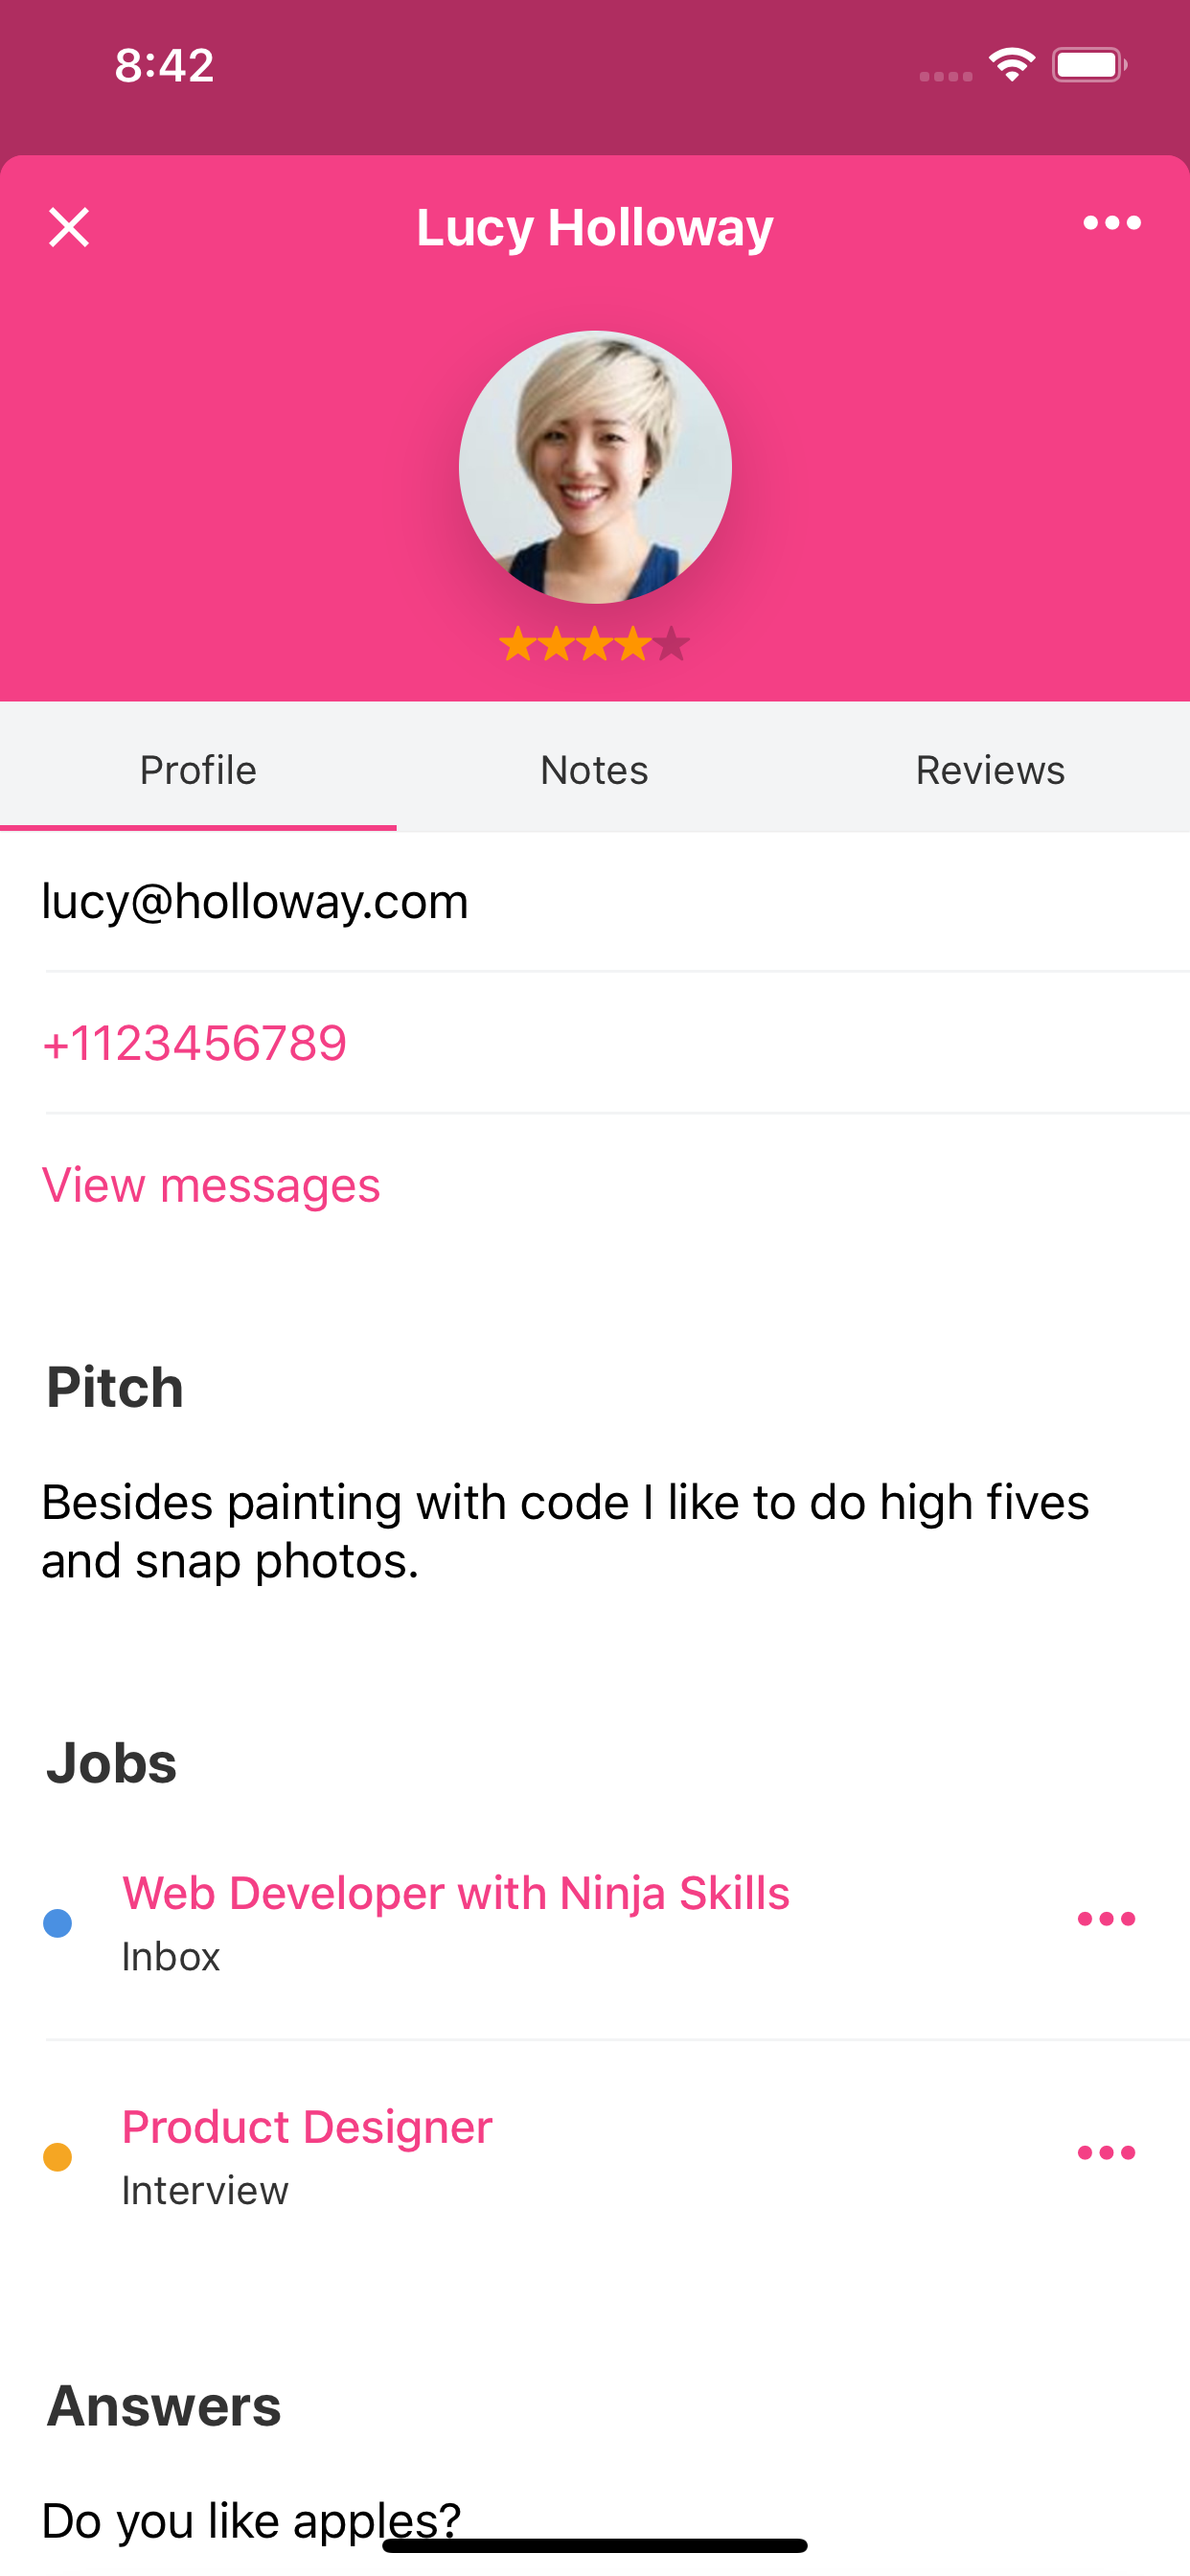 8:42
Lucy Holloway
Profile
Notes
Reviews
lucy@holloway.com
+1123456789
View messages
Pitch
Besides painting with code I like to do high fives
and snap photos.
Jobs
Web Developer with Ninja Skills
Inbox
Product Designer
Interview
Answers
Do you like apples?